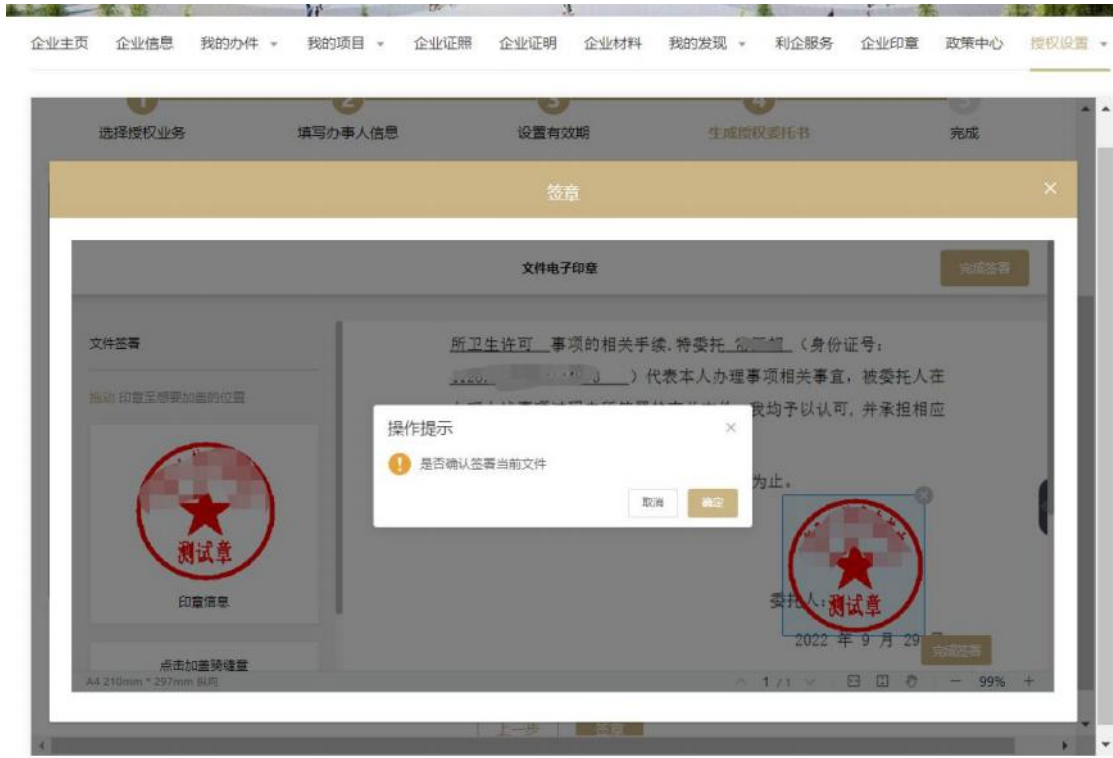 企业主页 企业信息 我的办件 我的项目 企业证照 企业证明 企业材料 我的发现 利企服务 企业印章 政策中心 授权设置
1 2 3 4 5
选择授权业务 填写办事人信息 设置有效期 生成授权委托书 完成
签章
文件电子印章 完成签署
文件签署
拖动 印章至想要加盖的位置
测试章
印章信息
点击加盖骑缝章
所卫生许可 事项的相关手续.特委托 （身份证号:
）代表本人办理事项相关事宜，被委托人在
我均予以认可，并承担相应
为止。
操作提示
是否确认签署当前文件
取消 确定
委托人:
测试章
2022 年 9 月 29
完成签署
A4 210mm * 297mm 纵向 1 / 1 99%
上一步 签章